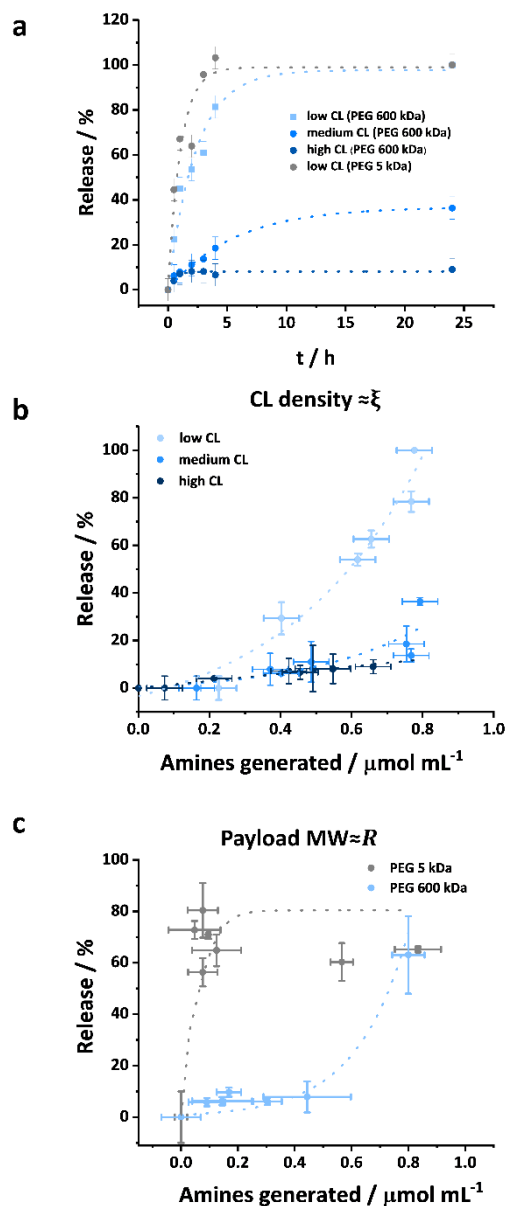 a
120
100
80
60
40
20
0
Release / %
low CL (PEG 600 kDa)
medium CL (PEG 600 kDa)
high CL (PEG 600 kDa)
low CL (PEG 5 kDa)
0 5 10 15 20 25
t / h
CL density ≈ξ
b
100
80
60
40
20
0
Release / %
low CL
medium CL
high CL
0.0 0.2 0.4 0.6 0.8 1.0
Amines generated / μmol mL⁻¹
c
Payload MW≈R
100
80
60
40
20
0
Release / %
PEG 5 kDa
PEG 600 kDa
0.0 0.2 0.4 0.6 0.8 1.0
Amines generated / μmol mL⁻¹